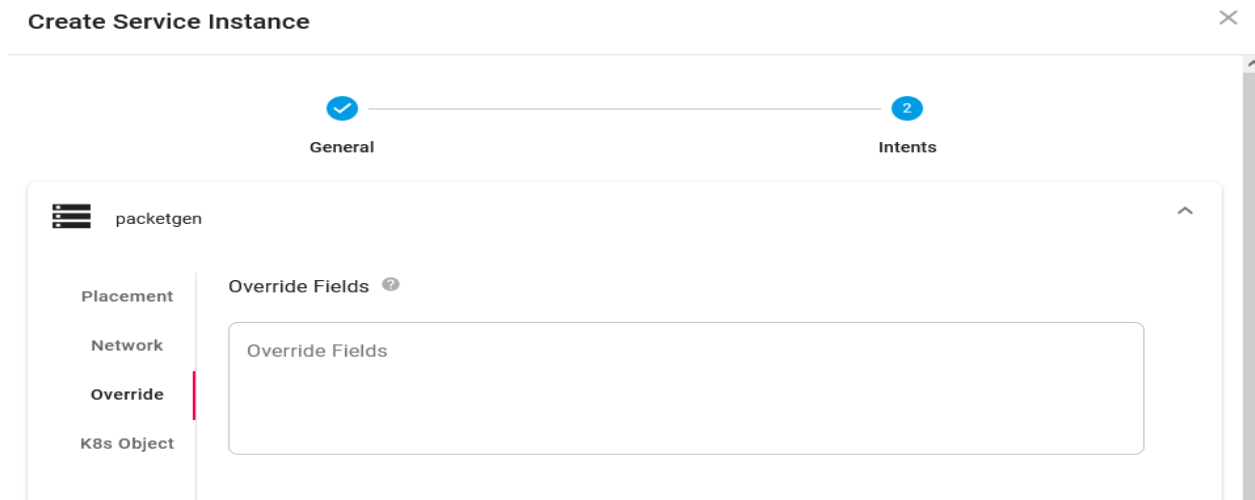 Create Service Instance
2
General
Intents
packetgen
Placement
Network
Override
K8s Object
Override Fields ?
Override Fields